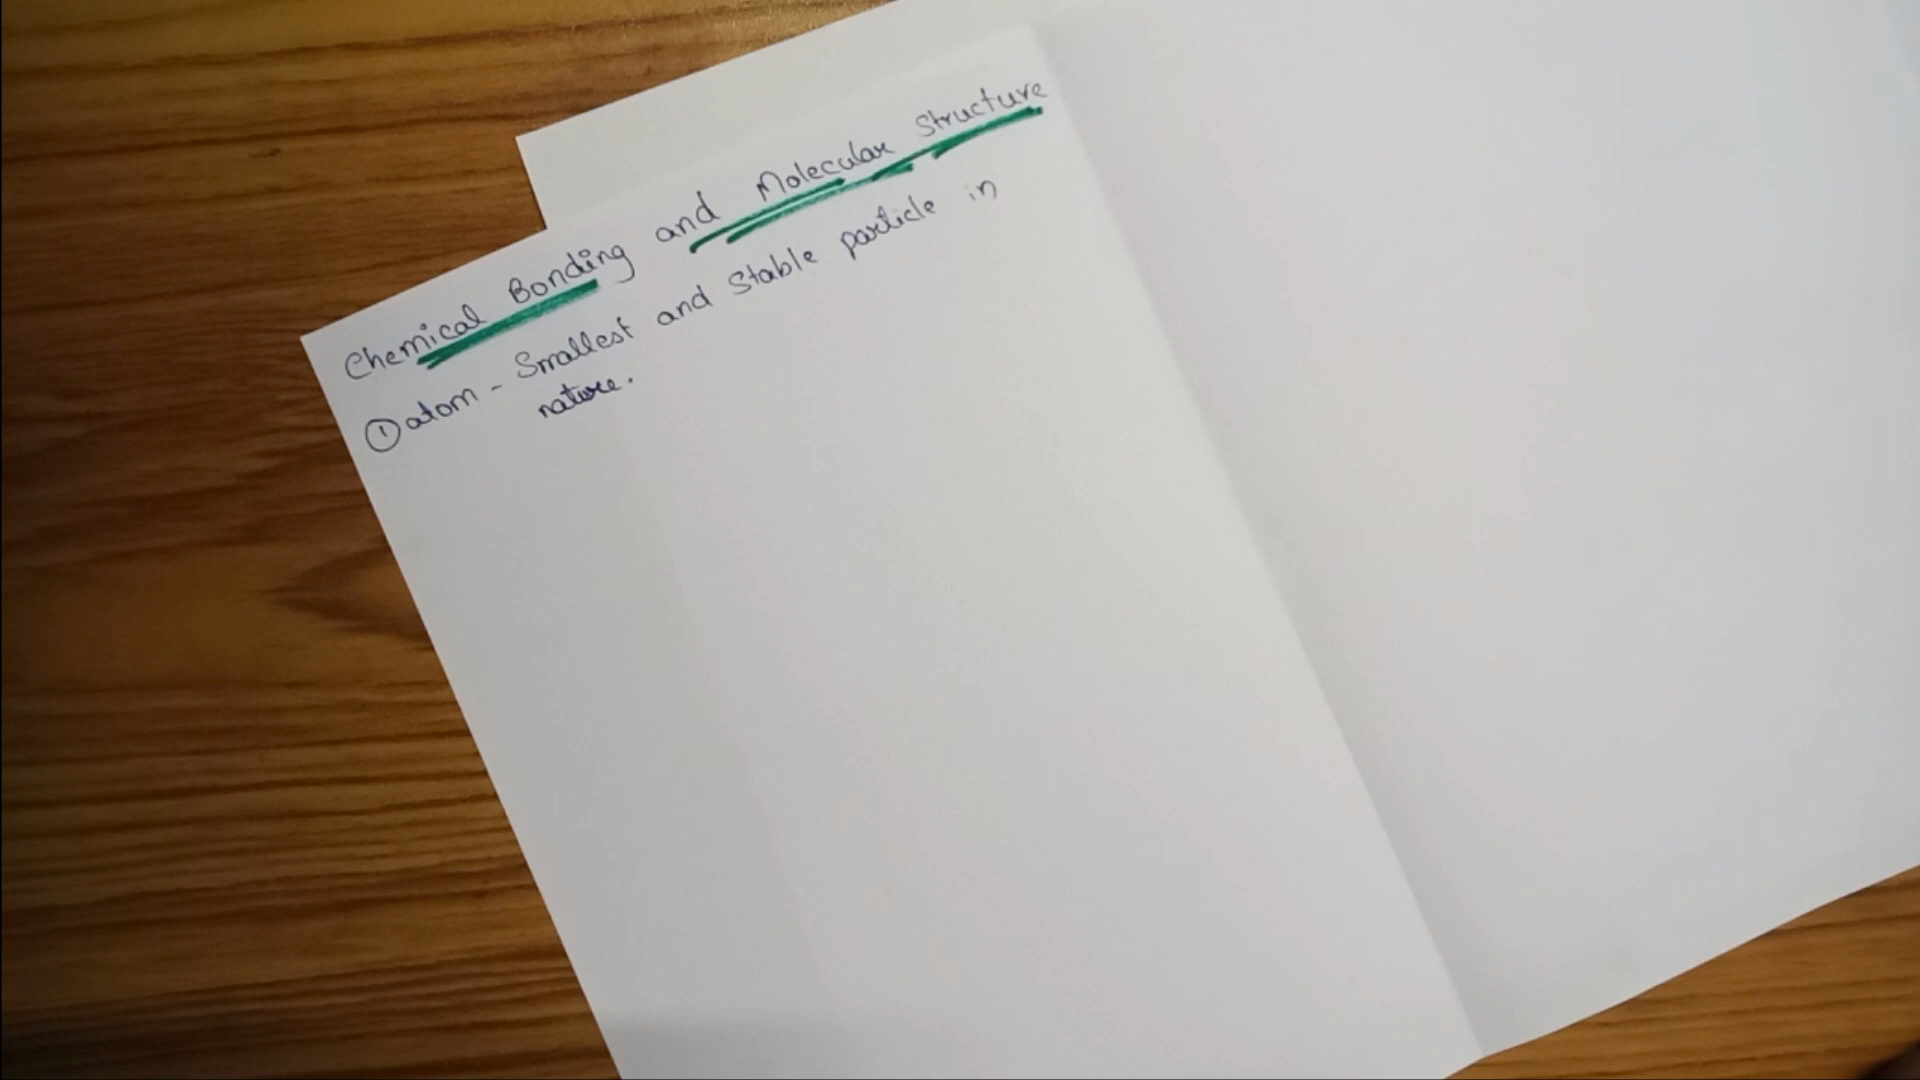 Chemical Bonding and Molecular Structure
① atom - Smallest and Stable particle in
nature.